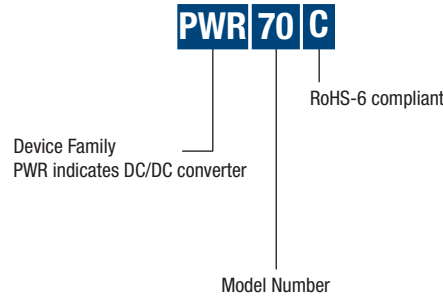 PWR 70 C
RoHS-6 compliant
Device Family
PWR indicates DC/DC converter
Model Number